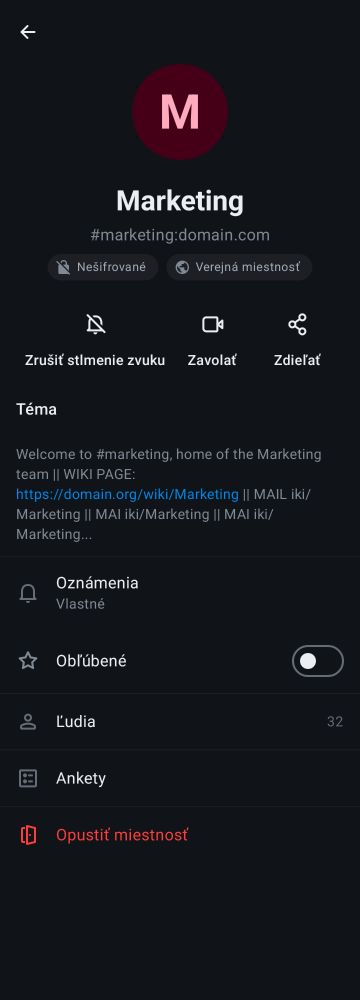 M
Marketing
#marketing:domain.com
Nešifrované Verejná miestnosť
Zrušiť stlmenie zvuku Zavolať Zdieľať
Téma
Welcome to #marketing, home of the Marketing
team || WIKI PAGE:
https://domain.org/wiki/Marketing || MAIL iki/
Marketing || MAI iki/Marketing || MAI iki/
Marketing...
Oznámenia
Vlastné
Obľúbené
Ľudia 32
Ankety
Opustiť miestnosť